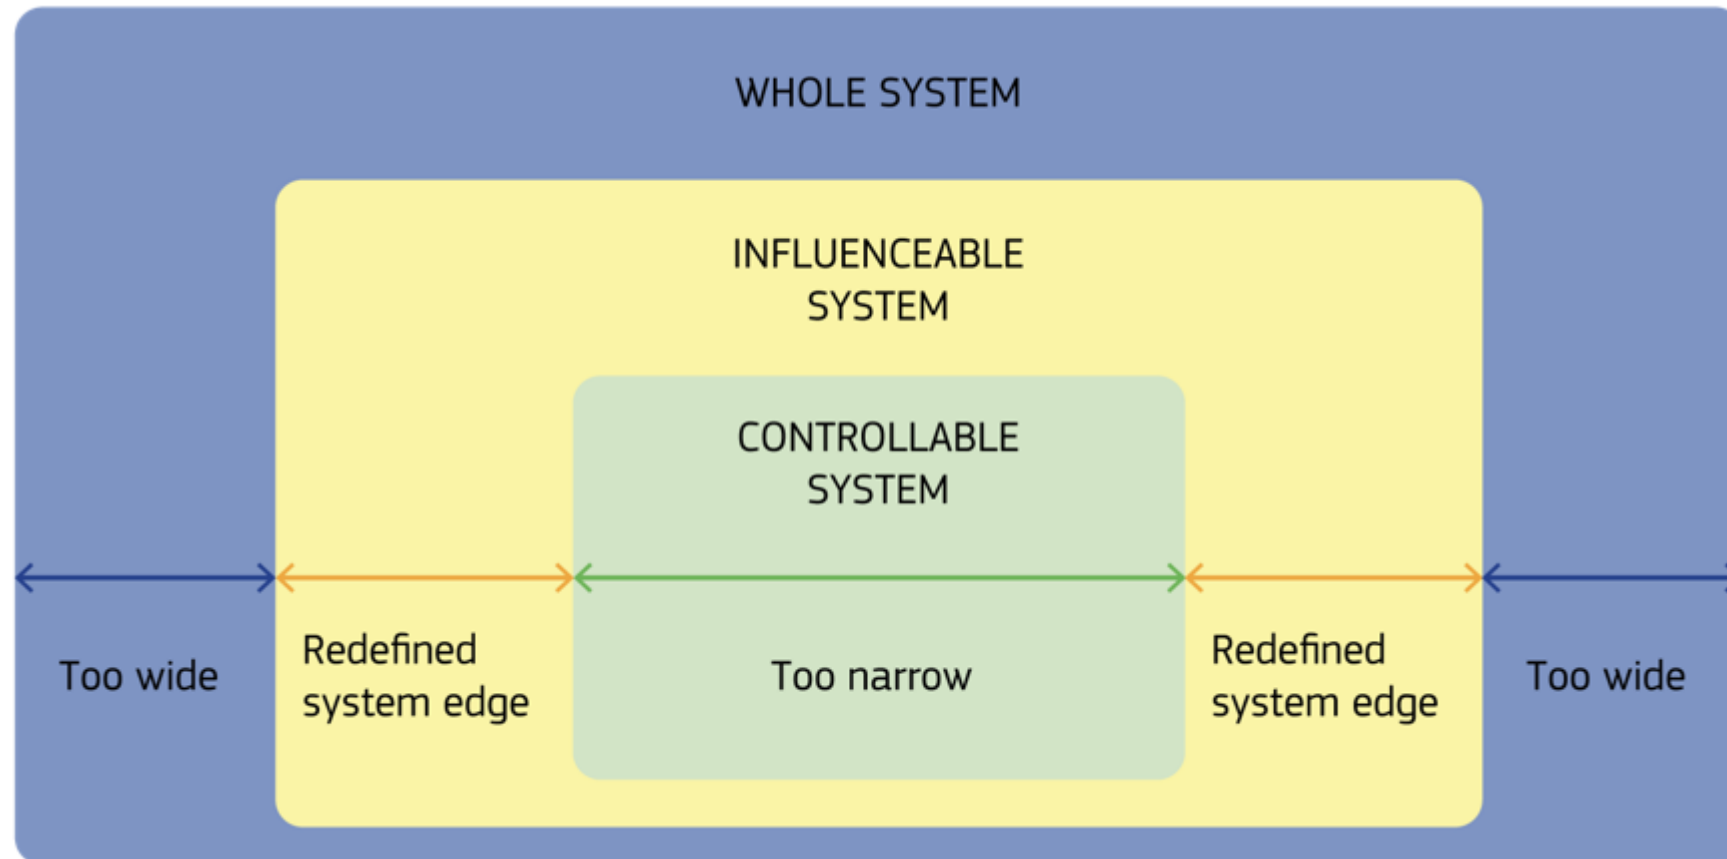 WHOLE SYSTEM
INFLUENCEABLE
SYSTEM
CONTROLLABLE
SYSTEM
Too wide
Redefined
system edge
Too narrow
Redefined
system edge
Too wide